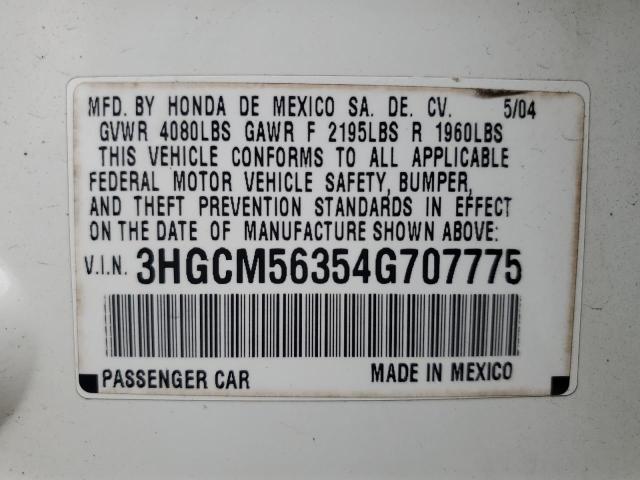 MFD. BY HONDA DE MEXICO SA. DE. CV. 5/04
GVWR 4080LBS GAWR F 2195LBS R 1960LBS
THIS VEHICLE CONFORMS TO ALL APPLICABLE
FEDERAL MOTOR VEHICLE SAFETY, BUMPER,
AND THEFT PREVENTION STANDARDS IN EFFECT
ON THE DATE OF MANUFACTURE SHOWN ABOVE:
V.I.N. 3HGCM56354G707775
PASSENGER CAR MADE IN MEXICO